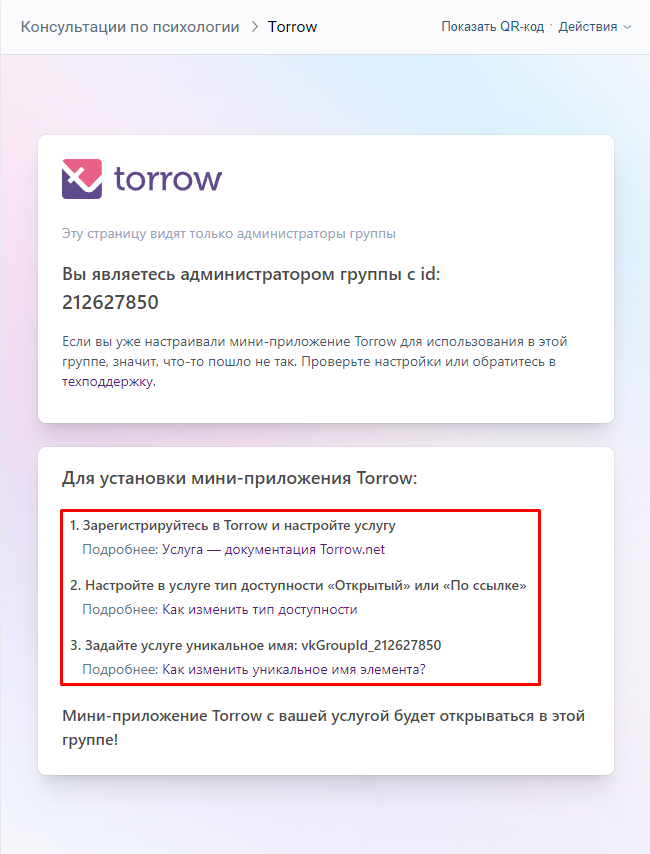 Консультации по психологии > Torrow
Показать QR-код · Действия
torrow
Эту страницу видят только администраторы группы
Вы являетесь администратором группы с id:
212627850
Если вы уже настраивали мини-приложение Torrow для использования в этой
группе, значит, что-то пошло не так. Проверьте настройки или обратитесь в
техподдержку.
Для установки мини-приложения Torrow:
1. Зарегистрируйтесь в Torrow и настройте услугу
Подробнее: Услуга — документация Torrow.net
2. Настройте в услуге тип доступности «Открытый» или «По ссылке»
Подробнее: Как изменить тип доступности
3. Задайте услуге уникальное имя: vkGroupId_212627850
Подробнее: Как изменить уникальное имя элемента?
Мини-приложение Torrow с вашей услугой будет открываться в этой
группе!